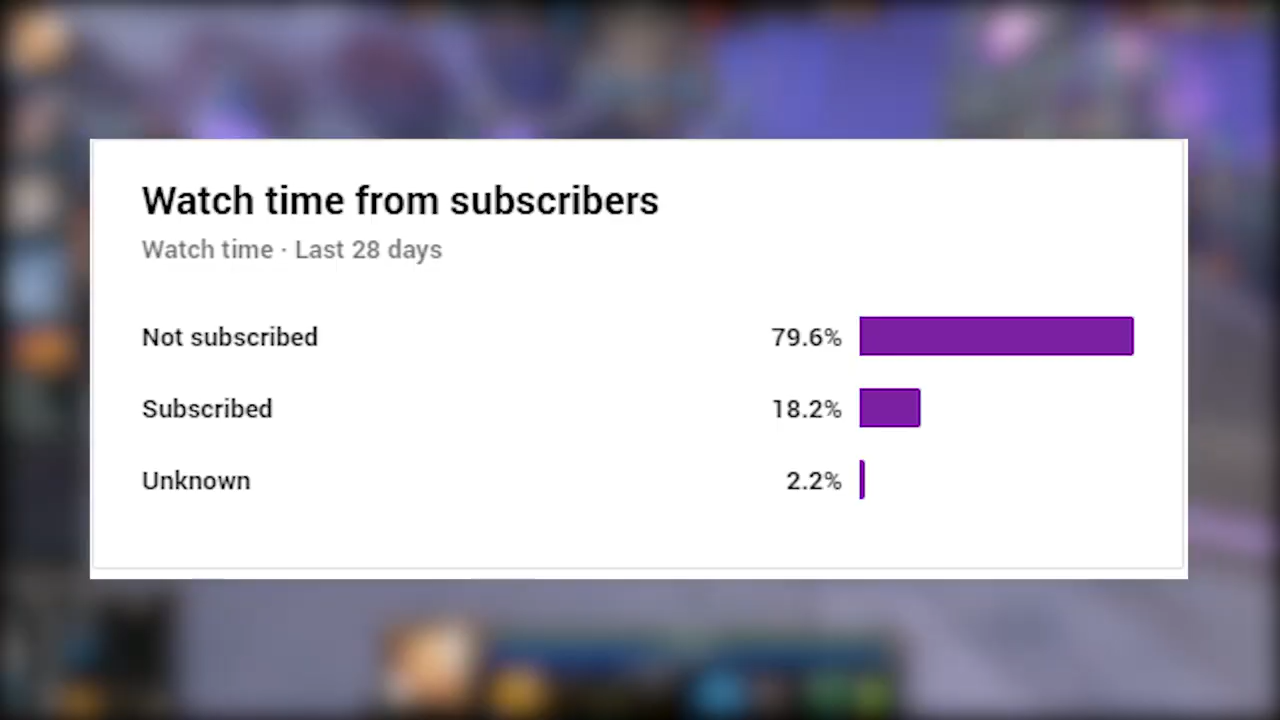 Watch time from subscribers
Watch time · Last 28 days
Not subscribed 79.6%
Subscribed 18.2%
Unknown 2.2%